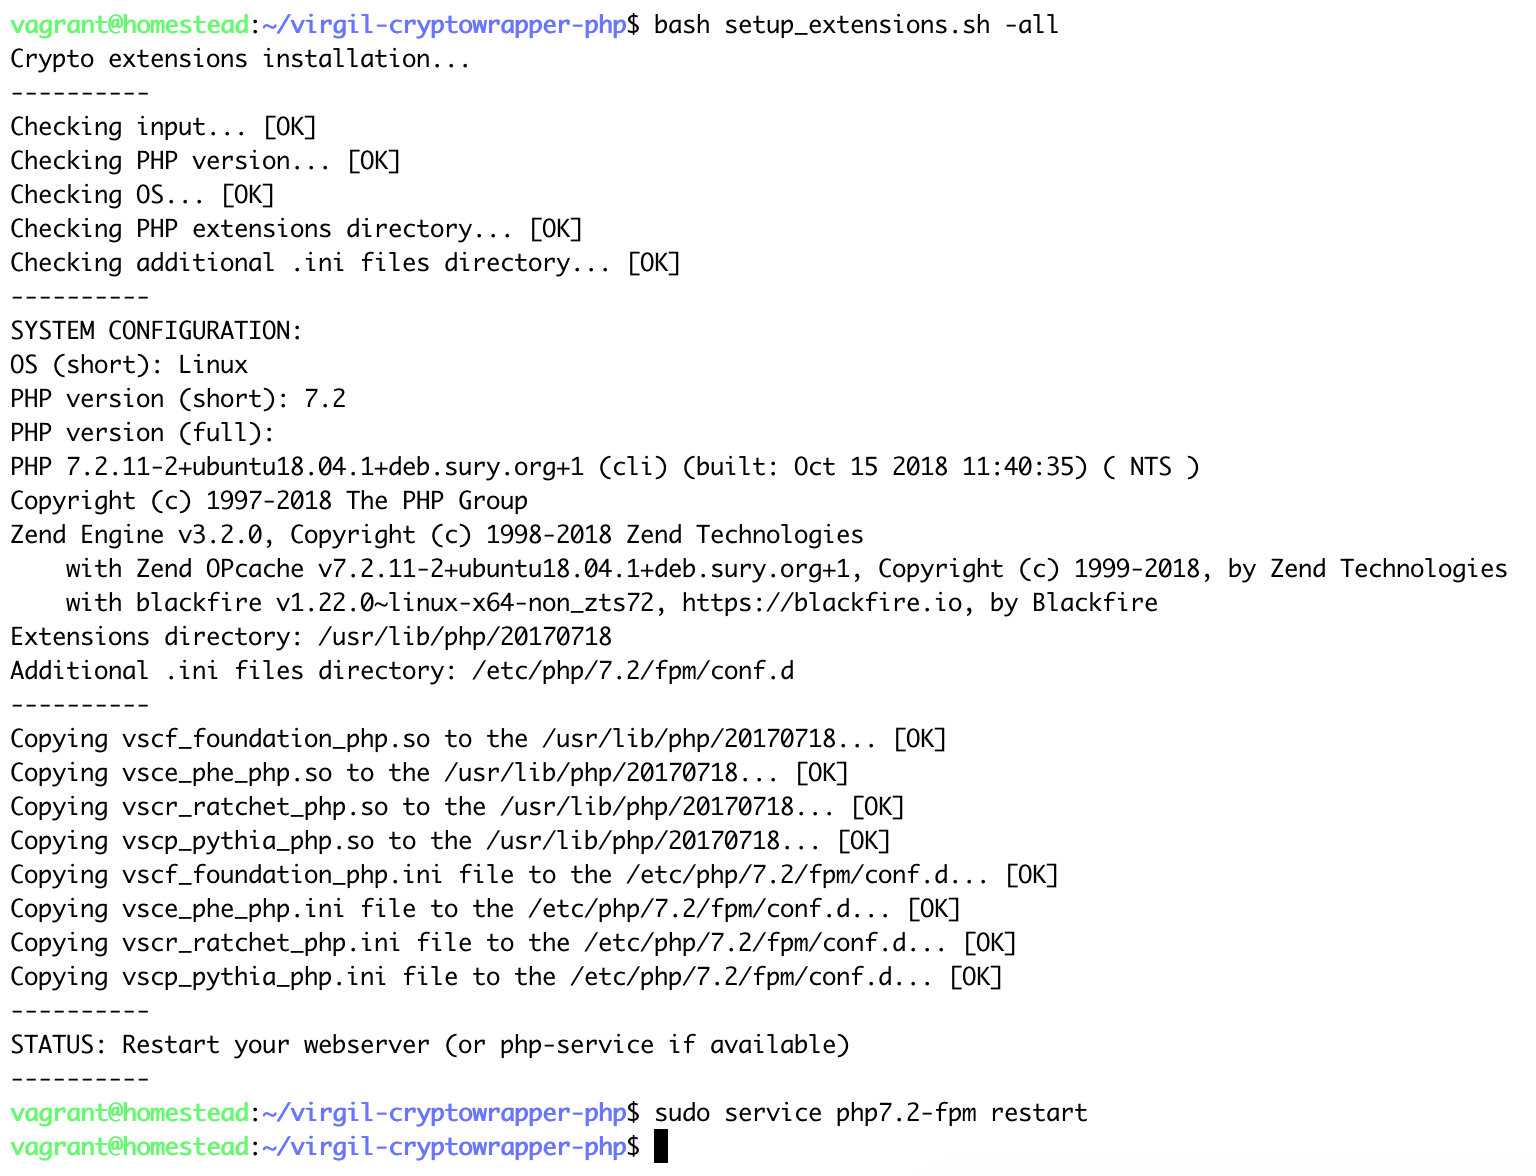 vagrant@homestead:~/virgil-cryptowrapper-php$ bash setup_extensions.sh -all
Crypto extensions installation...
----------
Checking input... [OK]
Checking PHP version... [OK]
Checking OS... [OK]
Checking PHP extensions directory... [OK]
Checking additional .ini files directory... [OK]
----------
SYSTEM CONFIGURATION:
OS (short): Linux
PHP version (short): 7.2
PHP version (full):
PHP 7.2.11-2+ubuntu18.04.1+deb.sury.org+1 (cli) (built: Oct 15 2018 11:40:35) ( NTS )
Copyright (c) 1997-2018 The PHP Group
Zend Engine v3.2.0, Copyright (c) 1998-2018 Zend Technologies
    with Zend OPcache v7.2.11-2+ubuntu18.04.1+deb.sury.org+1, Copyright (c) 1999-2018, by Zend Technologies
    with blackfire v1.22.0~linux-x64-non_zts72, https://blackfire.io, by Blackfire
Extensions directory: /usr/lib/php/20170718
Additional .ini files directory: /etc/php/7.2/fpm/conf.d
----------
Copying vscf_foundation_php.so to the /usr/lib/php/20170718... [OK]
Copying vsce_phe_php.so to the /usr/lib/php/20170718... [OK]
Copying vscr_ratchet_php.so to the /usr/lib/php/20170718... [OK]
Copying vscp_pythia_php.so to the /usr/lib/php/20170718... [OK]
Copying vscf_foundation_php.ini file to the /etc/php/7.2/fpm/conf.d... [OK]
Copying vsce_phe_php.ini file to the /etc/php/7.2/fpm/conf.d... [OK]
Copying vscr_ratchet_php.ini file to the /etc/php/7.2/fpm/conf.d... [OK]
Copying vscp_pythia_php.ini file to the /etc/php/7.2/fpm/conf.d... [OK]
----------
STATUS: Restart your webserver (or php-service if available)
----------
vagrant@homestead:~/virgil-cryptowrapper-php$ sudo service php7.2-fpm restart
vagrant@homestead:~/virgil-cryptowrapper-php$